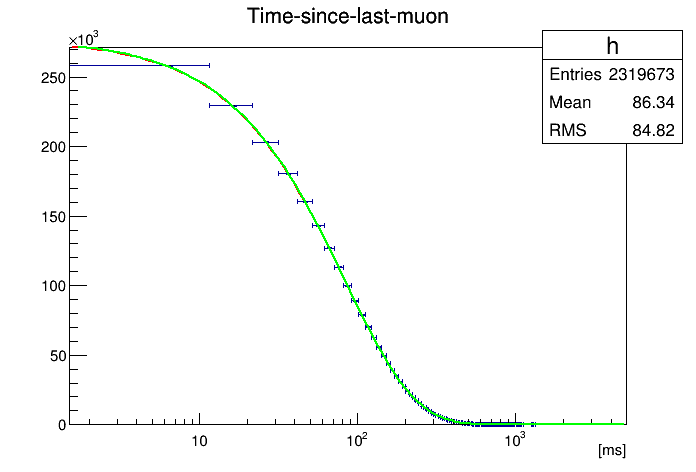 Time-since-last-muon
×10³
h
Entries 2319673
Mean 86.34
RMS 84.82
250
200
150
100
50
0
10
10²
10³
[ms]